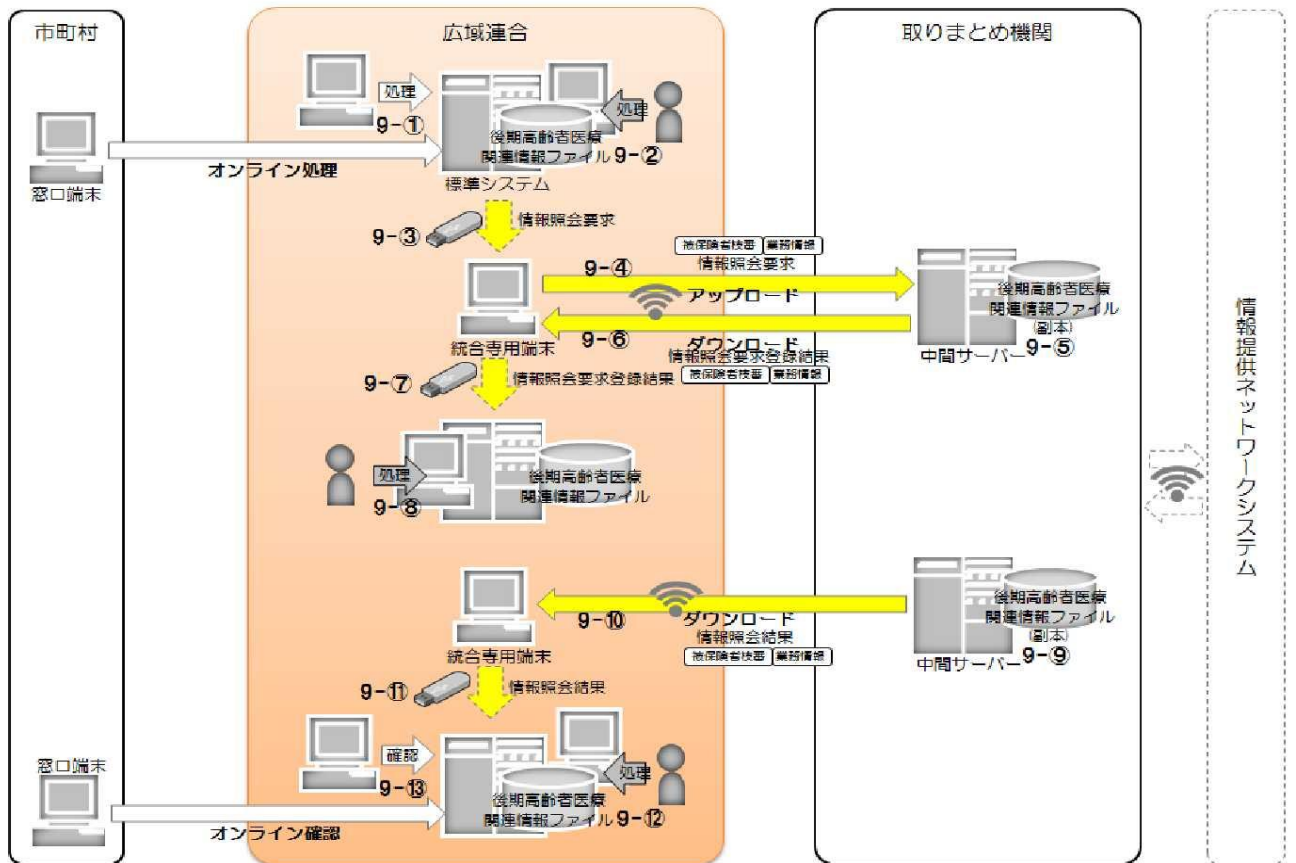 市町村
広域連合
取りまとめ機関
処理
9-①
処理
後期高齢者医療
関連情報ファイル 9-②
オンライン処理
窓口端末
標準システム
9-③
情報照会要求
被保険者枝番 業務情報
9-④
情報照会要求
アップロード
後期高齢者医療
関連情報ファイル
(副本)
9-⑤
中間サーバー
9-⑥
ダウンロード
情報照会要求登録結果
被保険者枝番 業務情報
統合専用端末
9-⑦
情報照会要求登録結果
情報提供ネットワークシステム
処理
9-⑧
後期高齢者医療
関連情報ファイル
9-⑩
ダウンロード
情報照会結果
被保険者枝番 業務情報
後期高齢者医療
関連情報ファイル
(副本)
9-⑨
中間サーバー
統合専用端末
9-⑪
情報照会結果
窓口端末
確認
9-⑬
処理
後期高齢者医療
関連情報ファイル 9-⑫
オンライン確認